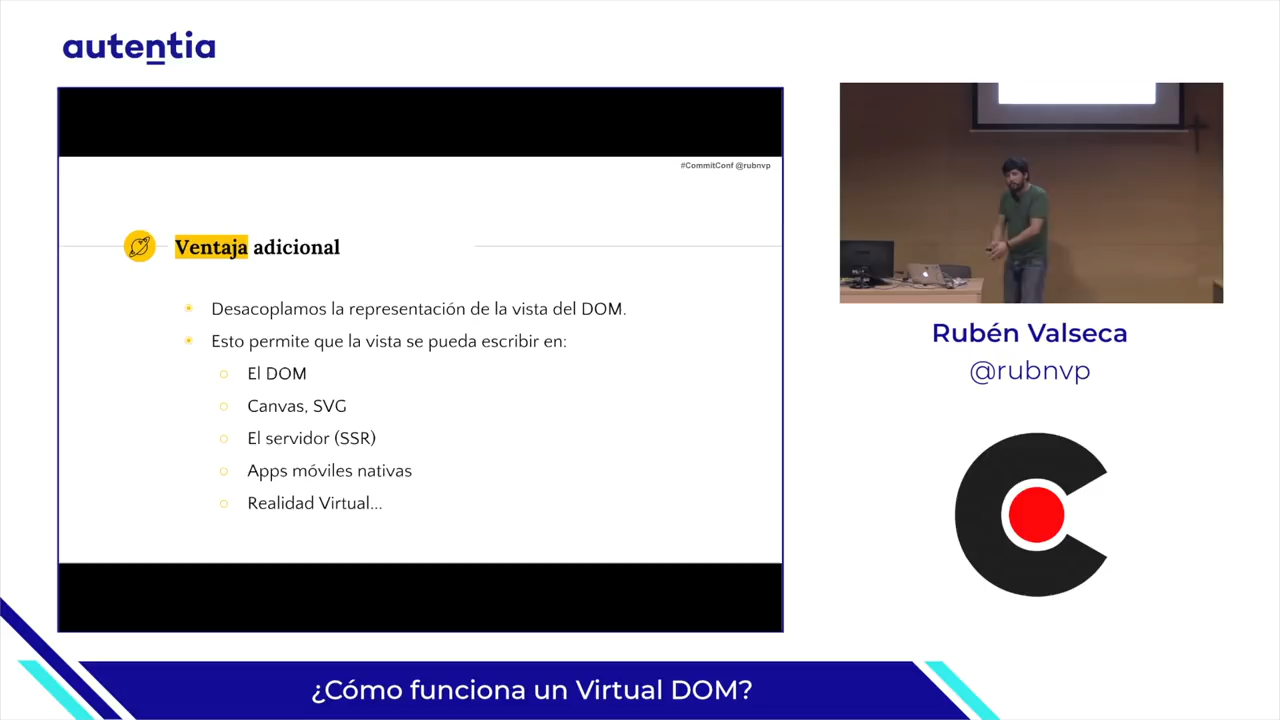 autentia
#CommitConf @rubnvp
Ventaja adicional
Desacoplamos la representación de la vista del DOM.
Esto permite que la vista se pueda escribir en:
El DOM
Canvas, SVG
El servidor (SSR)
Apps móviles nativas
Realidad Virtual...
Rubén Valseca
@rubnvp
¿Cómo funciona un Virtual DOM?